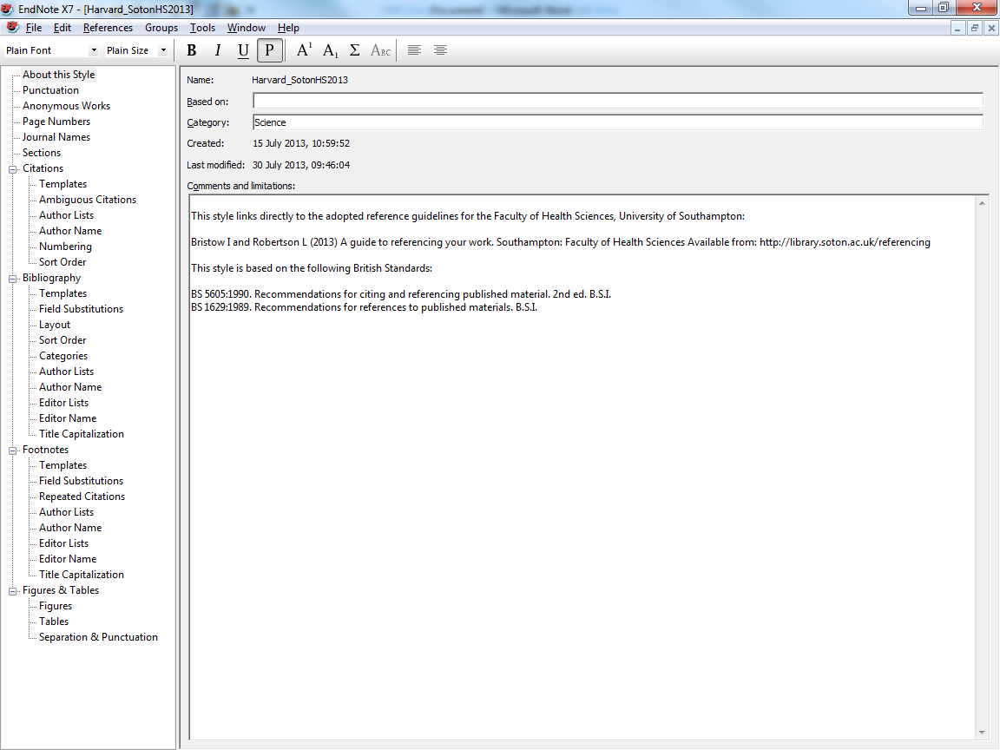 EndNote X7 - [Harvard_SotonHS2013]
File Edit References Groups Tools Window Help
Plain Font Plain Size B I U P A1 A1 Σ ABC
About this Style
Punctuation
Anonymous Works
Page Numbers
Journal Names
Sections
Citations
Templates
Ambiguous Citations
Author Lists
Author Name
Numbering
Sort Order
Bibliography
Templates
Field Substitutions
Layout
Sort Order
Categories
Author Lists
Author Name
Editor Lists
Editor Name
Title Capitalization
Footnotes
Templates
Field Substitutions
Repeated Citations
Author Lists
Author Name
Editor Lists
Editor Name
Title Capitalization
Figures & Tables
Figures
Tables
Separation & Punctuation
Name: Harvard_SotonHS2013
Based on:
Category: Science
Created: 15 July 2013, 10:59:52
Last modified: 30 July 2013, 09:46:04
Comments and limitations:
This style links directly to the adopted reference guidelines for the Faculty of Health Sciences, University of Southampton:
Bristow I and Robertson L (2013) A guide to referencing your work. Southampton: Faculty of Health Sciences Available from: http://library.soton.ac.uk/referencing
This style is based on the following British Standards:
BS 5605:1990. Recommendations for citing and referencing published material. 2nd ed. B.S.I.
BS 1629:1989. Recommendations for references to published materials. B.S.I.